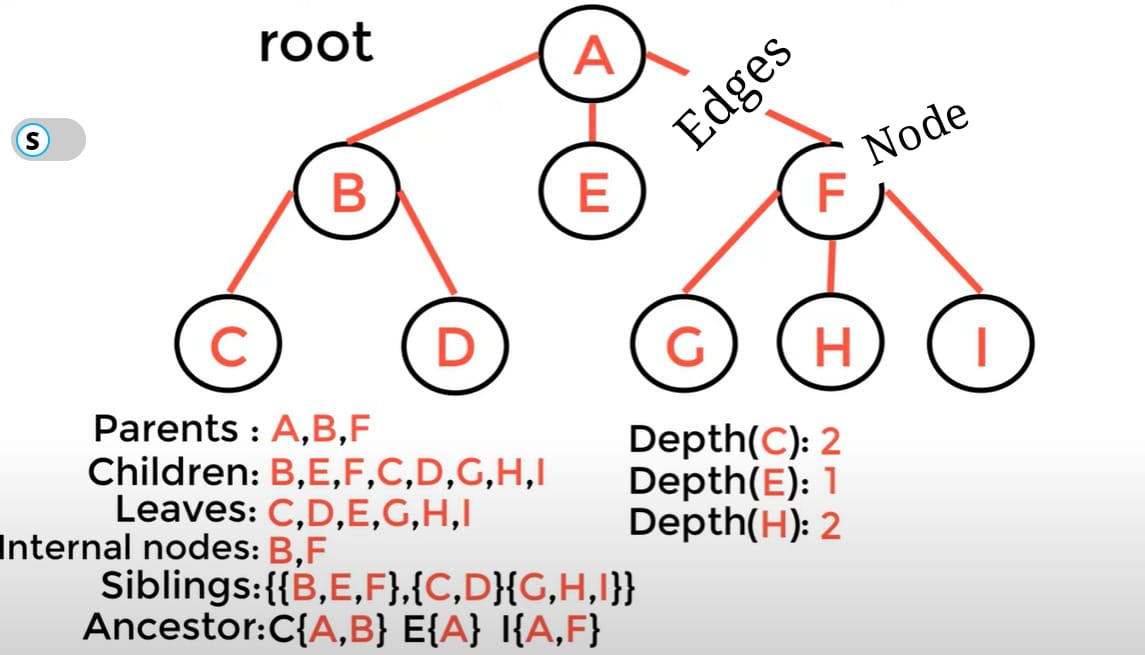 root
A
Edges
Node
S
B
E
F
C
D
G
H
I
Parents : A,B,F
Children: B,E,F,C,D,G,H,I
Leaves: C,D,E,G,H,I
Internal nodes: B,F
Siblings:{{B,E,F},{C,D}{G,H,I}}
Ancestor:C{A,B} E{A} I{A,F}
Depth(C): 2
Depth(E): 1
Depth(H): 2